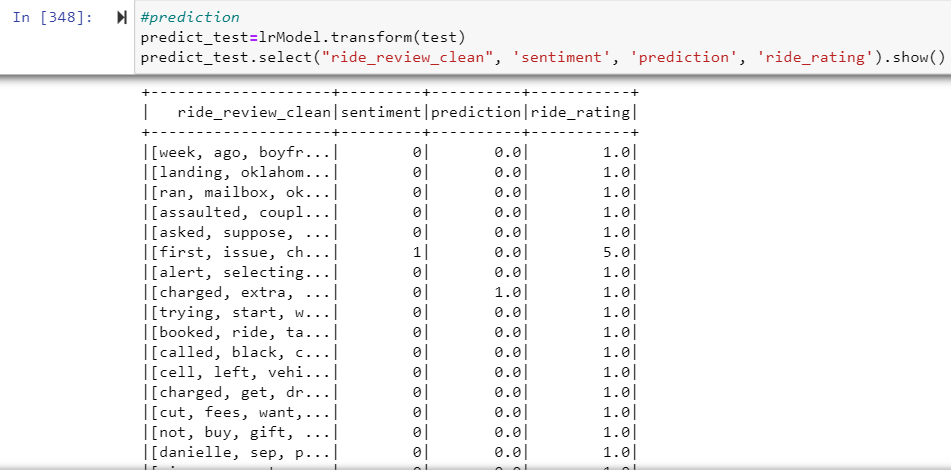 In [348]:
#prediction
predict_test=lrModel.transform(test)
predict_test.select("ride_review_clean", 'sentiment', 'prediction', 'ride_rating').show()
+--------------------+---------+----------+-----------+
|   ride_review_clean|sentiment|prediction|ride_rating|
+--------------------+---------+----------+-----------+
|[week, ago, boyfr...|        0|       0.0|        1.0|
|[landing, oklahom...|        0|       0.0|        1.0|
|[ran, mailbox, ok...|        0|       0.0|        1.0|
|[assaulted, coupl...|        0|       0.0|        1.0|
|[asked, suppose, ...|        0|       0.0|        1.0|
|[first, issue, ch...|        1|       0.0|        5.0|
|[alert, selecting...|        0|       0.0|        1.0|
|[charged, extra, ...|        0|       1.0|        1.0|
|[trying, start, w...|        0|       0.0|        1.0|
|[booked, ride, ta...|        0|       0.0|        1.0|
|[called, black, c...|        0|       0.0|        1.0|
|[cell, left, vehi...|        0|       0.0|        1.0|
|[charged, get, dr...|        0|       0.0|        1.0|
|[cut, fees, want,...|        0|       0.0|        1.0|
|[not, buy, gift, ...|        0|       0.0|        1.0|
|[danielle, sep, p...|        0|       0.0|        1.0|